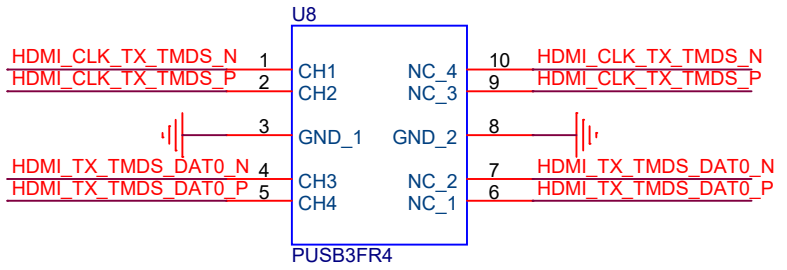 U8
HDMI_CLK_TX_TMDS_N 1 CH1 NC_4 10 HDMI_CLK_TX_TMDS_N
HDMI_CLK_TX_TMDS_P 2 CH2 NC_3 9 HDMI_CLK_TX_TMDS_P
3 GND_1 GND_2 8
HDMI_TX_TMDS_DAT0_N 4 CH3 NC_2 7 HDMI_TX_TMDS_DAT0_N
HDMI_TX_TMDS_DAT0_P 5 CH4 NC_1 6 HDMI_TX_TMDS_DAT0_P
PUSB3FR4